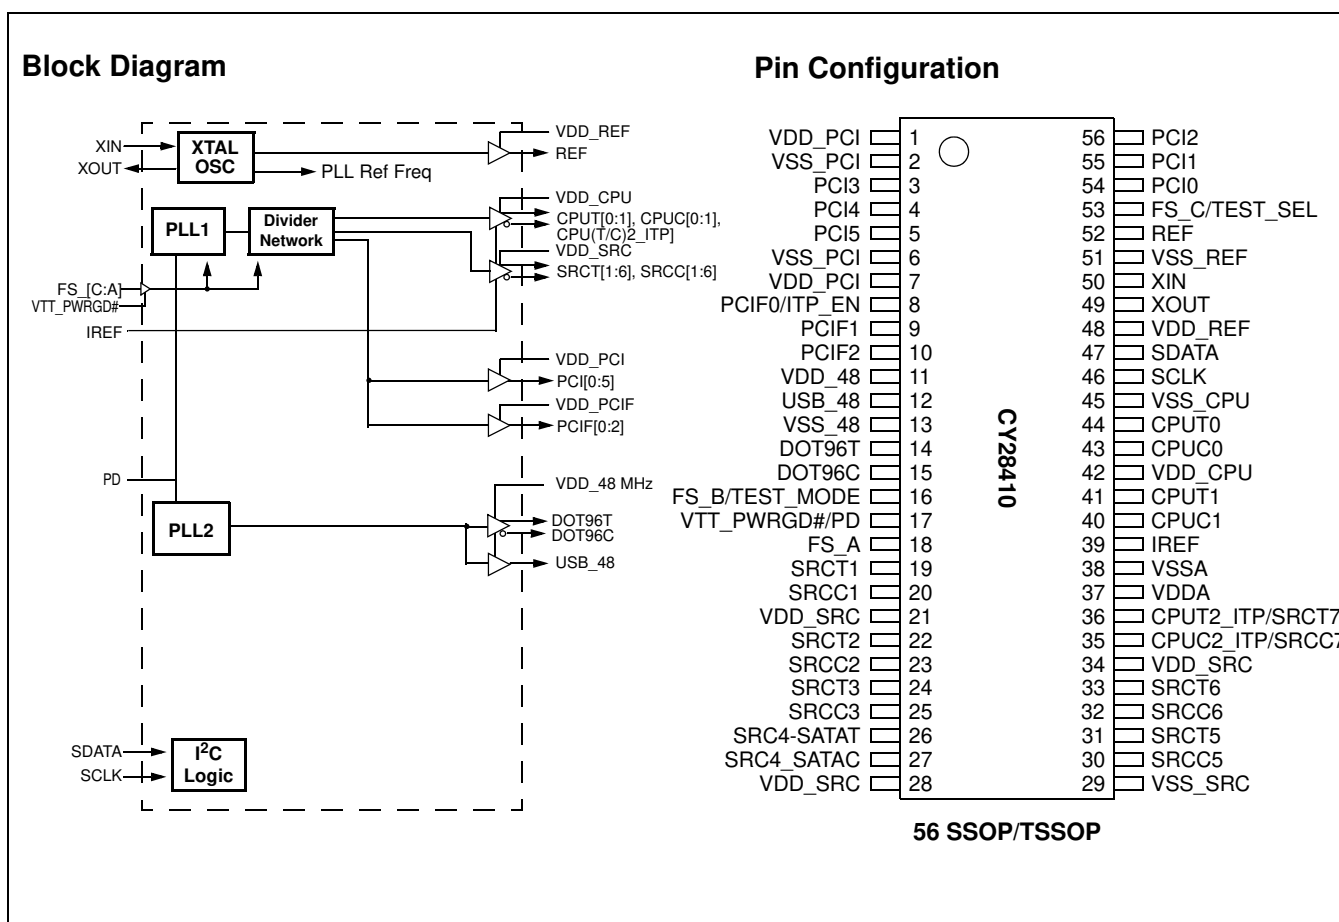 Block Diagram
XIN
XOUT
XTAL
OSC
PLL Ref Freq
VDD_REF
REF
VDD_CPU
CPUT[0:1], CPUC[0:1],
CPU(T/C)2_ITP]
VDD_SRC
SRCT[1:6], SRCC[1:6]
PLL1
Divider
Network
FS_[C:A]
VTT_PWRGD#
IREF
VDD_PCI
PCI[0:5]
VDD_PCIF
PCIF[0:2]
PD
PLL2
VDD_48 MHz
DOT96T
DOT96C
USB_48
SDATA
SCLK
I2C
Logic
Pin Configuration
VDD_PCI 1 56 PCI2
VSS_PCI 2 55 PCI1
PCI3 3 54 PCI0
PCI4 4 53 FS_C/TEST_SEL
PCI5 5 52 REF
VSS_PCI 6 51 VSS_REF
VDD_PCI 7 50 XIN
PCIF0/ITP_EN 8 49 XOUT
PCIF1 9 48 VDD_REF
PCIF2 10 47 SDATA
VDD_48 11 46 SCLK
USB_48 12 45 VSS_CPU
VSS_48 13 44 CPUT0
DOT96T 14 43 CPUC0
DOT96C 15 42 VDD_CPU
FS_B/TEST_MODE 16 41 CPUT1
VTT_PWRGD#/PD 17 40 CPUC1
FS_A 18 39 IREF
SRCT1 19 38 VSSA
SRCC1 20 37 VDDA
VDD_SRC 21 36 CPUT2_ITP/SRCT7
SRCT2 22 35 CPUC2_ITP/SRCC7
SRCC2 23 34 VDD_SRC
SRCT3 24 33 SRCT6
SRCC3 25 32 SRCC6
SRC4-SATAT 26 31 SRCT5
SRC4_SATAC 27 30 SRCC5
VDD_SRC 28 29 VSS_SRC
CY28410
56 SSOP/TSSOP